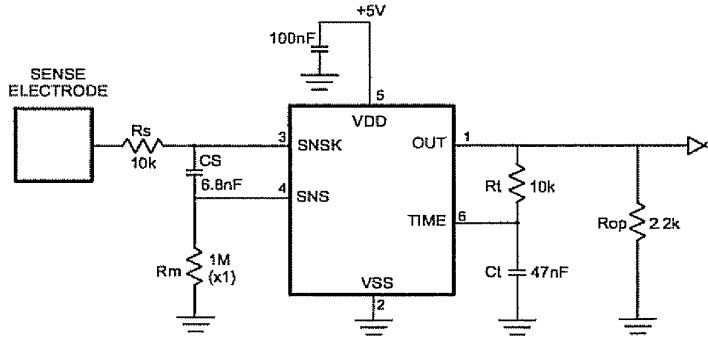 +5V
100nF
SENSE
ELECTRODE
5
VDD
Rs
10k
3
SNSK
OUT
1
CS
6.8nF
4
SNS
Rt
10k
TIME
6
Rop
2.2k
Rm
1M
(x1)
Ct
47nF
VSS
2